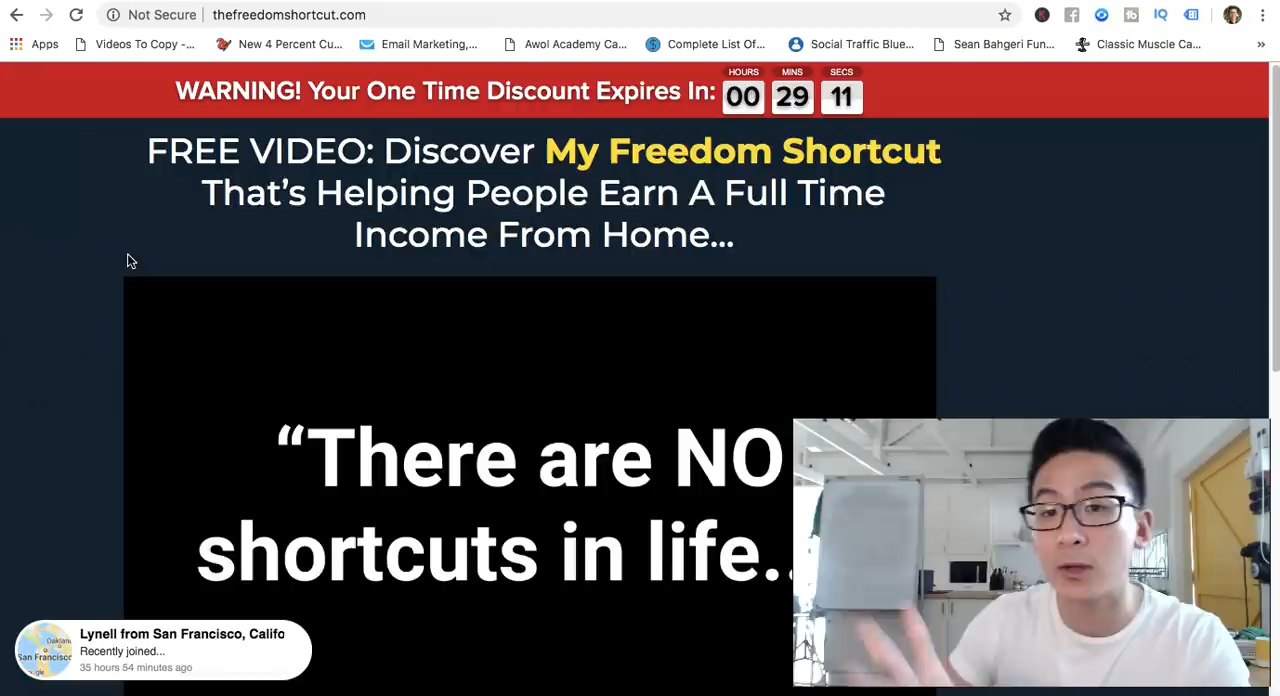 Not Secure thefreedomshortcut.com
Apps Videos To Copy -... New 4 Percent Cu... Email Marketing,... Awol Academy Ca... Complete List Of... Social Traffic Blue... Sean Bahgeri Fun... Classic Muscle Ca... »
WARNING! Your One Time Discount Expires In:
HOURS MINS SECS
00 29 11
FREE VIDEO: Discover My Freedom Shortcut
That's Helping People Earn A Full Time
Income From Home...
“There are NO
shortcuts in life..
Lynell from San Francisco, Califo
Recently joined...
35 hours 54 minutes ago
Oakland
San Francisco